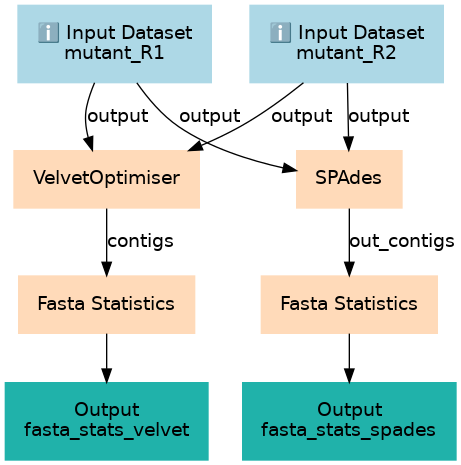 ℹ️ Input Dataset
mutant_R1
ℹ️ Input Dataset
mutant_R2
output
output
output
output
VelvetOptimiser
SPAdes
contigs
out_contigs
Fasta Statistics
Fasta Statistics
Output
fasta_stats_velvet
Output
fasta_stats_spades